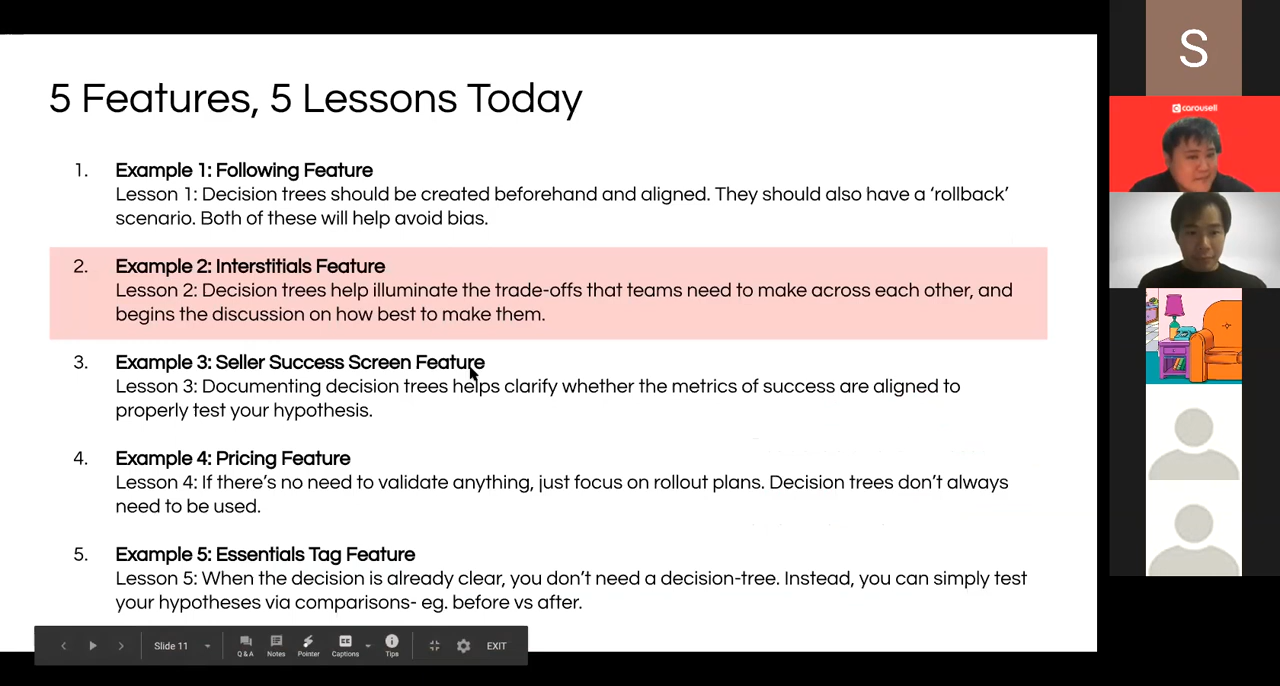 5 Features, 5 Lessons Today
1. Example 1: Following Feature
Lesson 1: Decision trees should be created beforehand and aligned. They should also have a ‘rollback’
scenario. Both of these will help avoid bias.
2. Example 2: Interstitials Feature
Lesson 2: Decision trees help illuminate the trade-offs that teams need to make across each other, and
begins the discussion on how best to make them.
3. Example 3: Seller Success Screen Feature
Lesson 3: Documenting decision trees helps clarify whether the metrics of success are aligned to
properly test your hypothesis.
4. Example 4: Pricing Feature
Lesson 4: If there’s no need to validate anything, just focus on rollout plans. Decision trees don’t always
need to be used.
5. Example 5: Essentials Tag Feature
Lesson 5: When the decision is already clear, you don’t need a decision-tree. Instead, you can simply test
your hypotheses via comparisons- eg. before vs after.
Slide 11
Q & A
Notes
Pointer
CC
Captions
Tips
EXIT
S
carousell